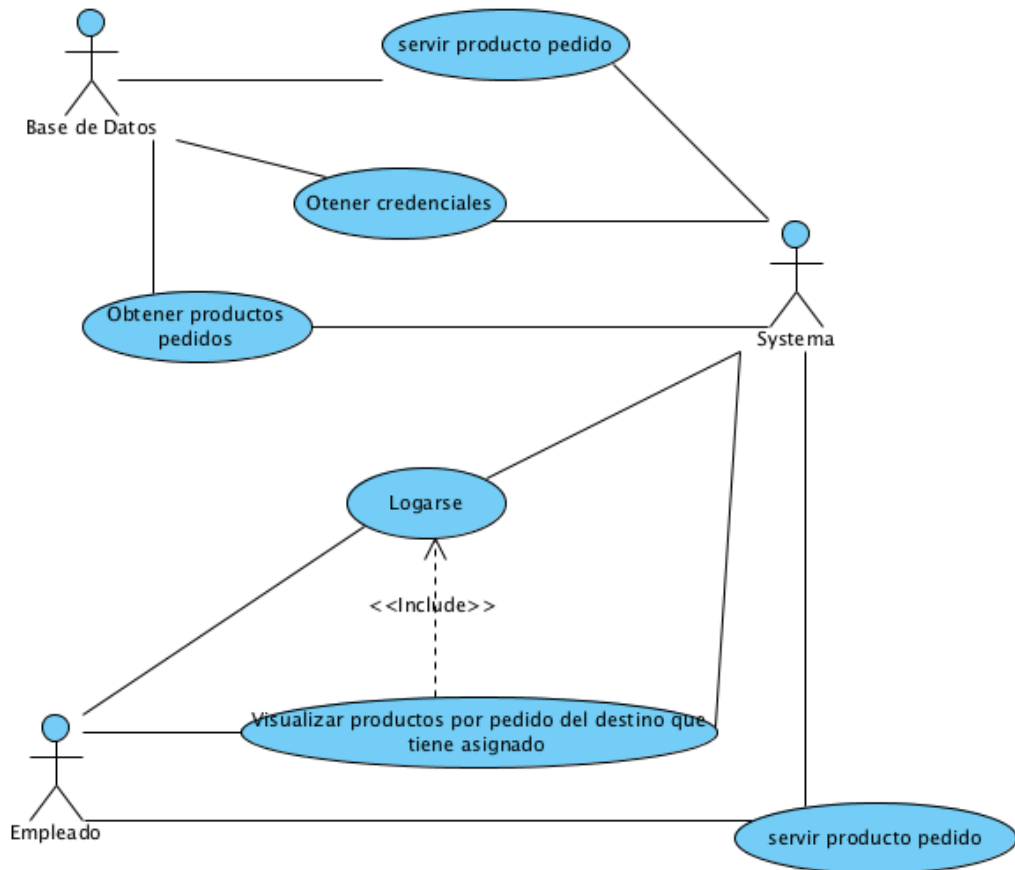 servir producto pedido
Base de Datos
Otener credenciales
Obtener productos
pedidos
Systema
Logarse
<<Include>>
Visualizar productos por pedido del destino que
tiene asignado
Empleado
servir producto pedido